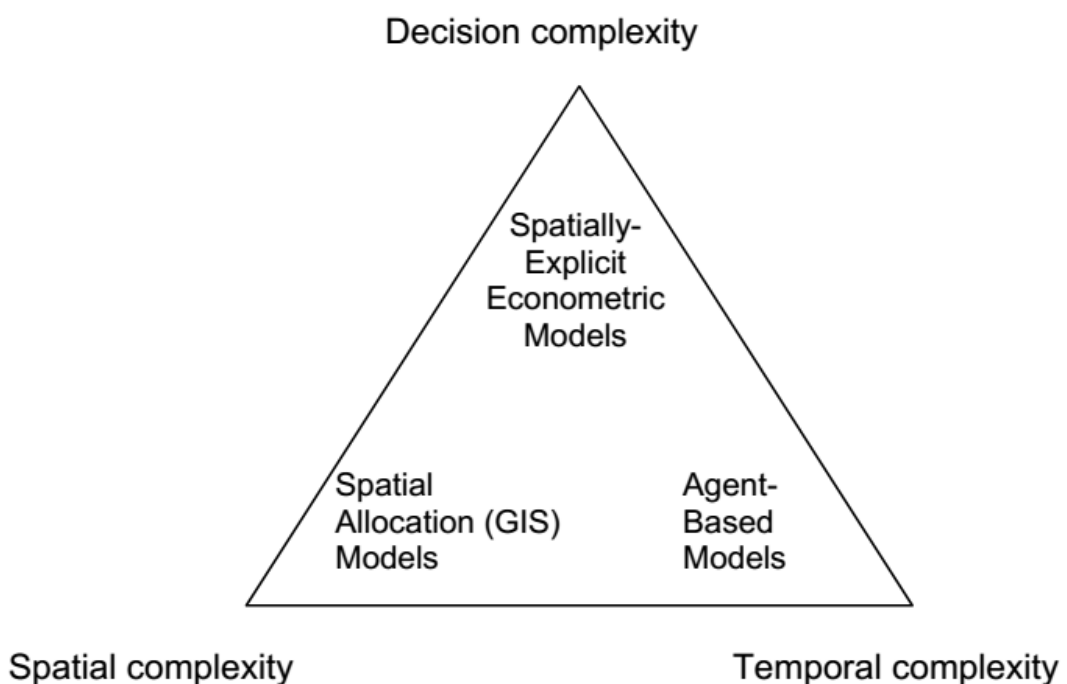 Decision complexity
Spatially-
Explicit
Econometric
Models
Spatial
Allocation (GIS)
Models
Agent-
Based
Models
Spatial complexity
Temporal complexity